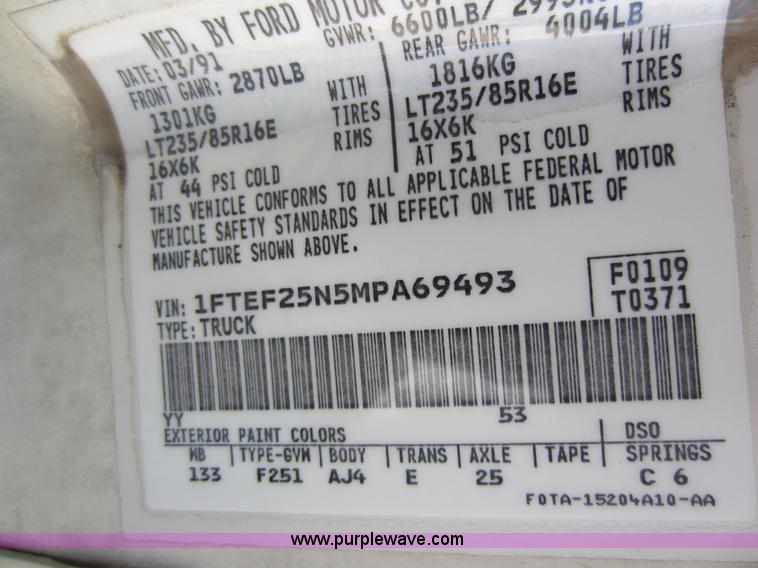 MFD. BY FORD MOTOR
DATE: 03/91 GVWR: 6600LB/
FRONT GAWR: 2870LB REAR GAWR: 4004LB
1301KG WITH 1816KG WITH
LT235/85R16E TIRES LT235/85R16E TIRES
16X6K RIMS 16X6K RIMS
AT 44 PSI COLD AT 51 PSI COLD
THIS VEHICLE CONFORMS TO ALL APPLICABLE FEDERAL MOTOR
VEHICLE SAFETY STANDARDS IN EFFECT ON THE DATE OF
MANUFACTURE SHOWN ABOVE.
VIN: 1FTEF25N5MPA69493 F0109
TYPE: TRUCK T0371
YY 53
EXTERIOR PAINT COLORS DSO
WB | TYPE-GVW | BODY | TRANS | AXLE | TAPE | SPRINGS
133 F251 AJ4 E 25 C 6
F0TA-15204A10-AA
www.purplewave.com